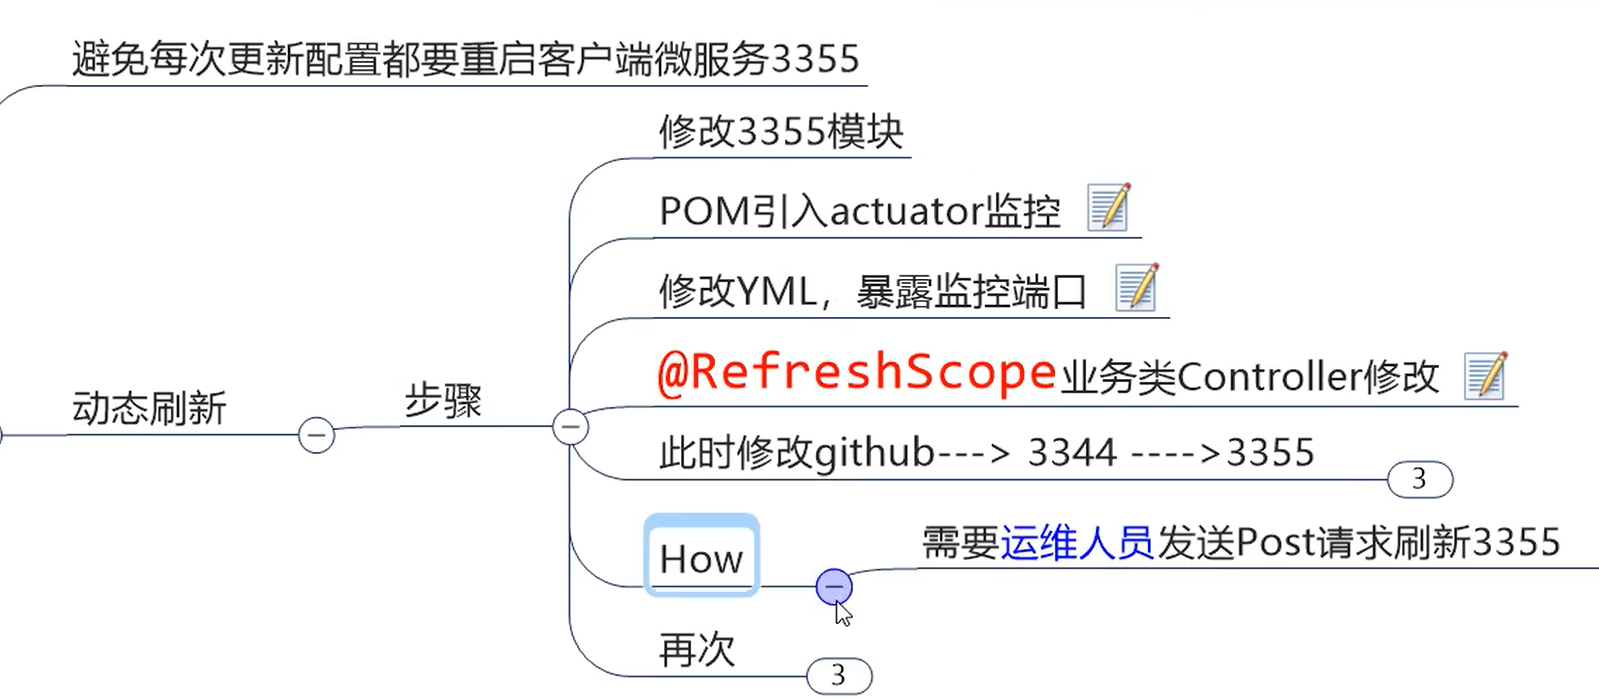 避免每次更新配置都要重启客户端微服务3355
修改3355模块
POM引入actuator监控
修改YML，暴露监控端口
@RefreshScope业务类Controller修改
动态刷新
步骤
此时修改github---> 3344 ---->3355
3
How
需要运维人员发送Post请求刷新3355
再次
3